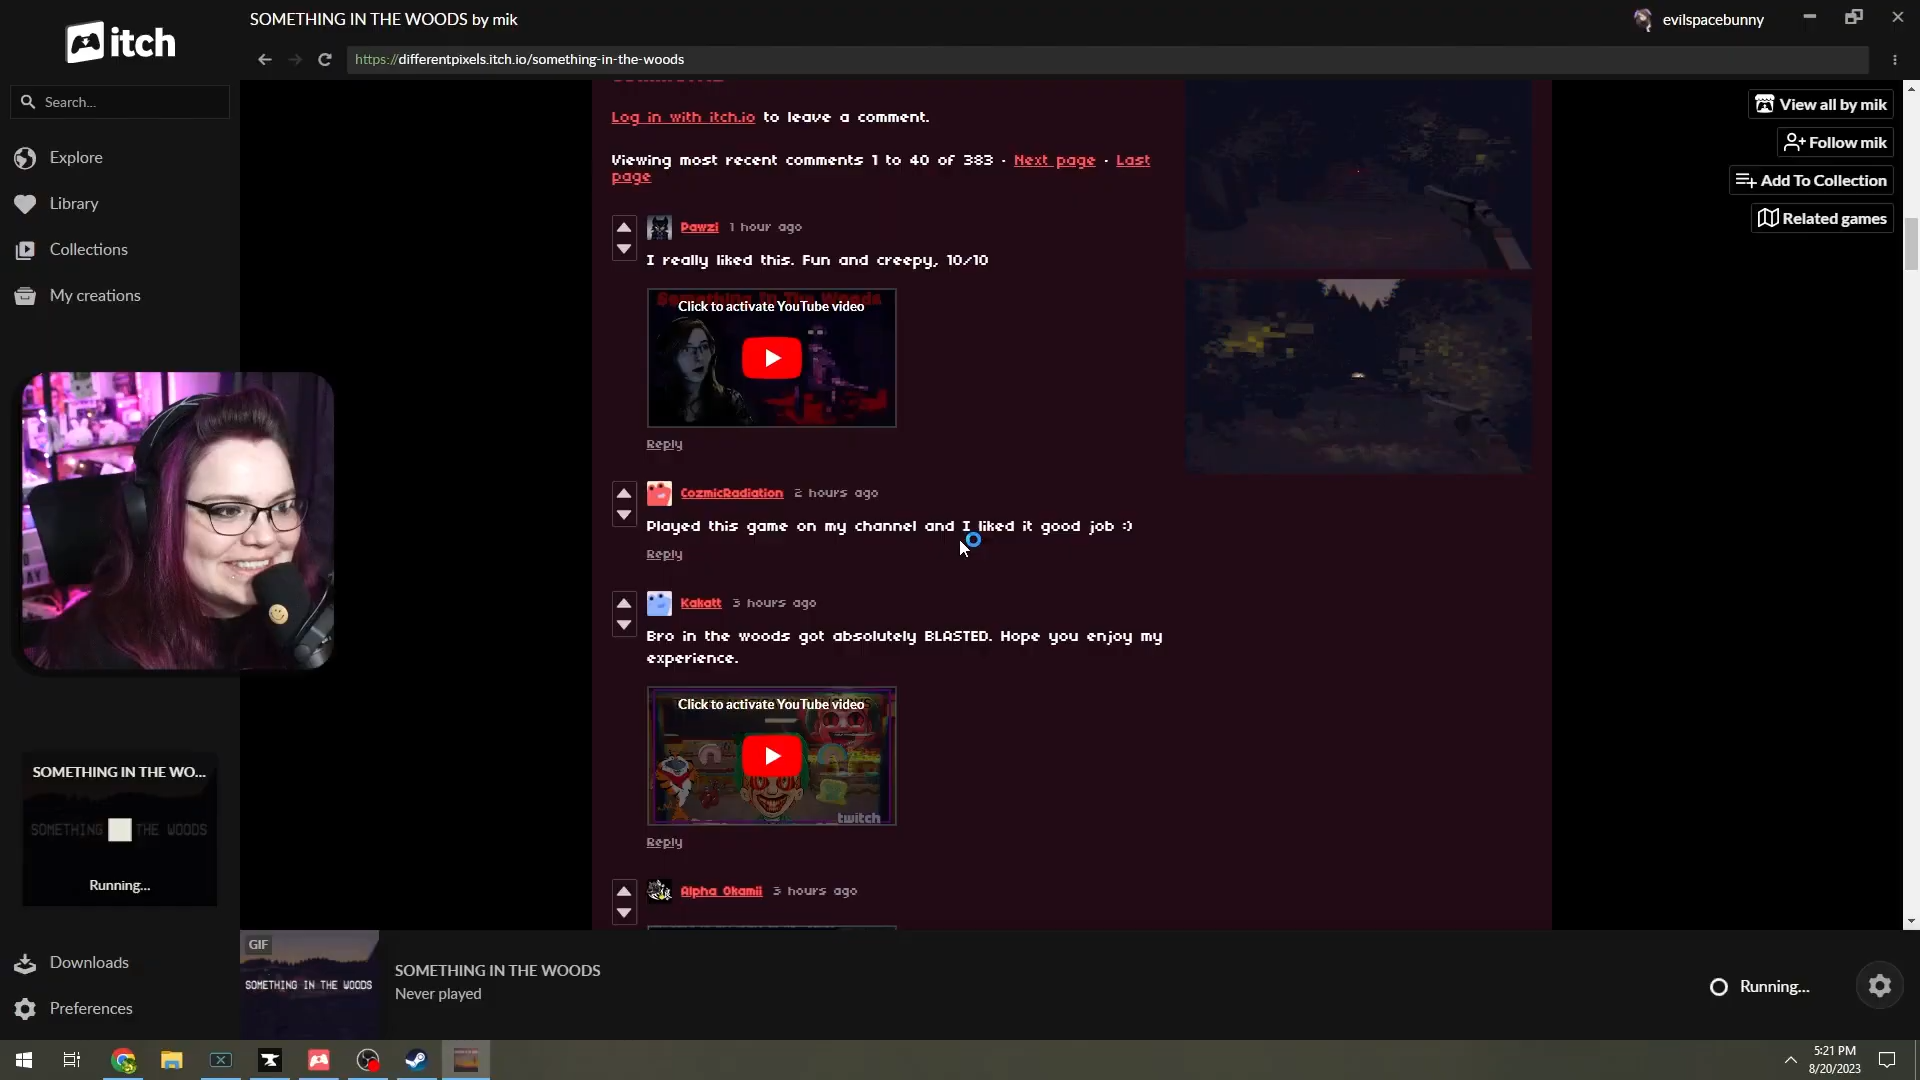 SOMETHING IN THE WOODS by mik
evilspacebunny
itch
https://differentpixels.itch.io/something-in-the-woods
Search...
Explore
Library
Collections
My creations
View all by mik
Follow mik
Add To Collection
Related games
Log in with itch.io to leave a comment.
Viewing most recent comments 1 to 40 of 383 · Next page · Last
page
Pawzi 1 hour ago
I really liked this. Fun and creepy, 10/10
Something In The Woods
Click to activate YouTube video
Reply
CozmicRadiation 2 hours ago
Played this game on my channel and I liked it good job :)
Reply
Kakatt 3 hours ago
Bro in the woods got absolutely BLASTED. Hope you enjoy my
experience.
Click to activate YouTube video
twitch
Reply
Alpha Okamii 3 hours ago
SOMETHING IN THE WO...
SOMETHING THE WOODS
Running...
Downloads
Preferences
GIF
SOMETHING IN THE WOODS
SOMETHING IN THE WOODS
Never played
Running...
5:21 PM
8/20/2023